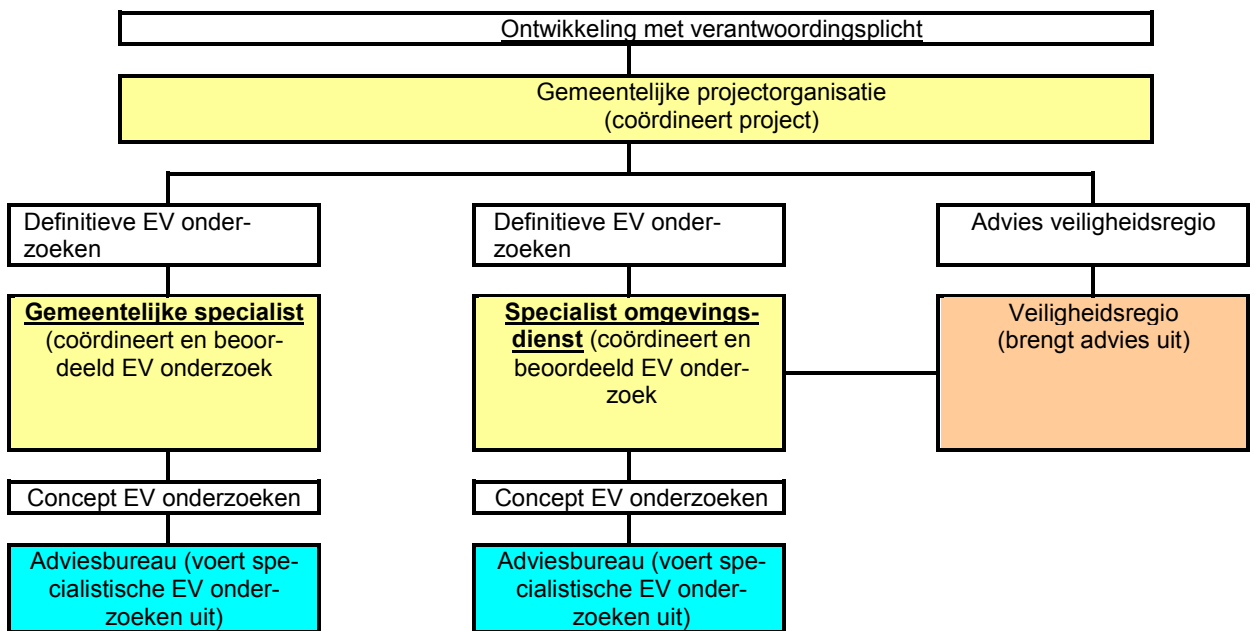 Ontwikkeling met verantwoordingsplicht
Gemeentelijke projectorganisatie
(coördineert project)
Definitieve EV onder-
zoeken
Definitieve EV onder-
zoeken
Advies veiligheidsregio
Gemeentelijke specialist
(coördineert en beoor-
deeld EV onderzoek
Specialist omgevings-
dienst (coördineert en
beoordeeld EV onder-
zoek
Veiligheidsregio
(brengt advies uit)
Concept EV onderzoeken
Concept EV onderzoeken
Adviesbureau (voert spe-
cialistische EV onder-
zoeken uit)
Adviesbureau (voert spe-
cialistische EV onder-
zoeken uit)